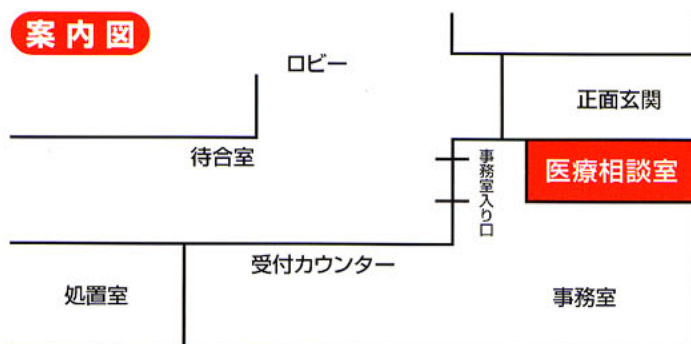 案内図
ロビー
正面玄関
待合室
事務室入り口
医療相談室
受付カウンター
処置室
事務室